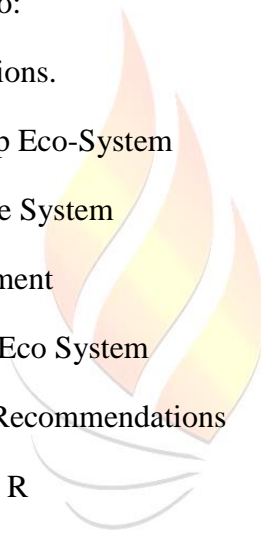 o:
ions.
p Eco-System
e System
ment
Eco System
Recommendations
R